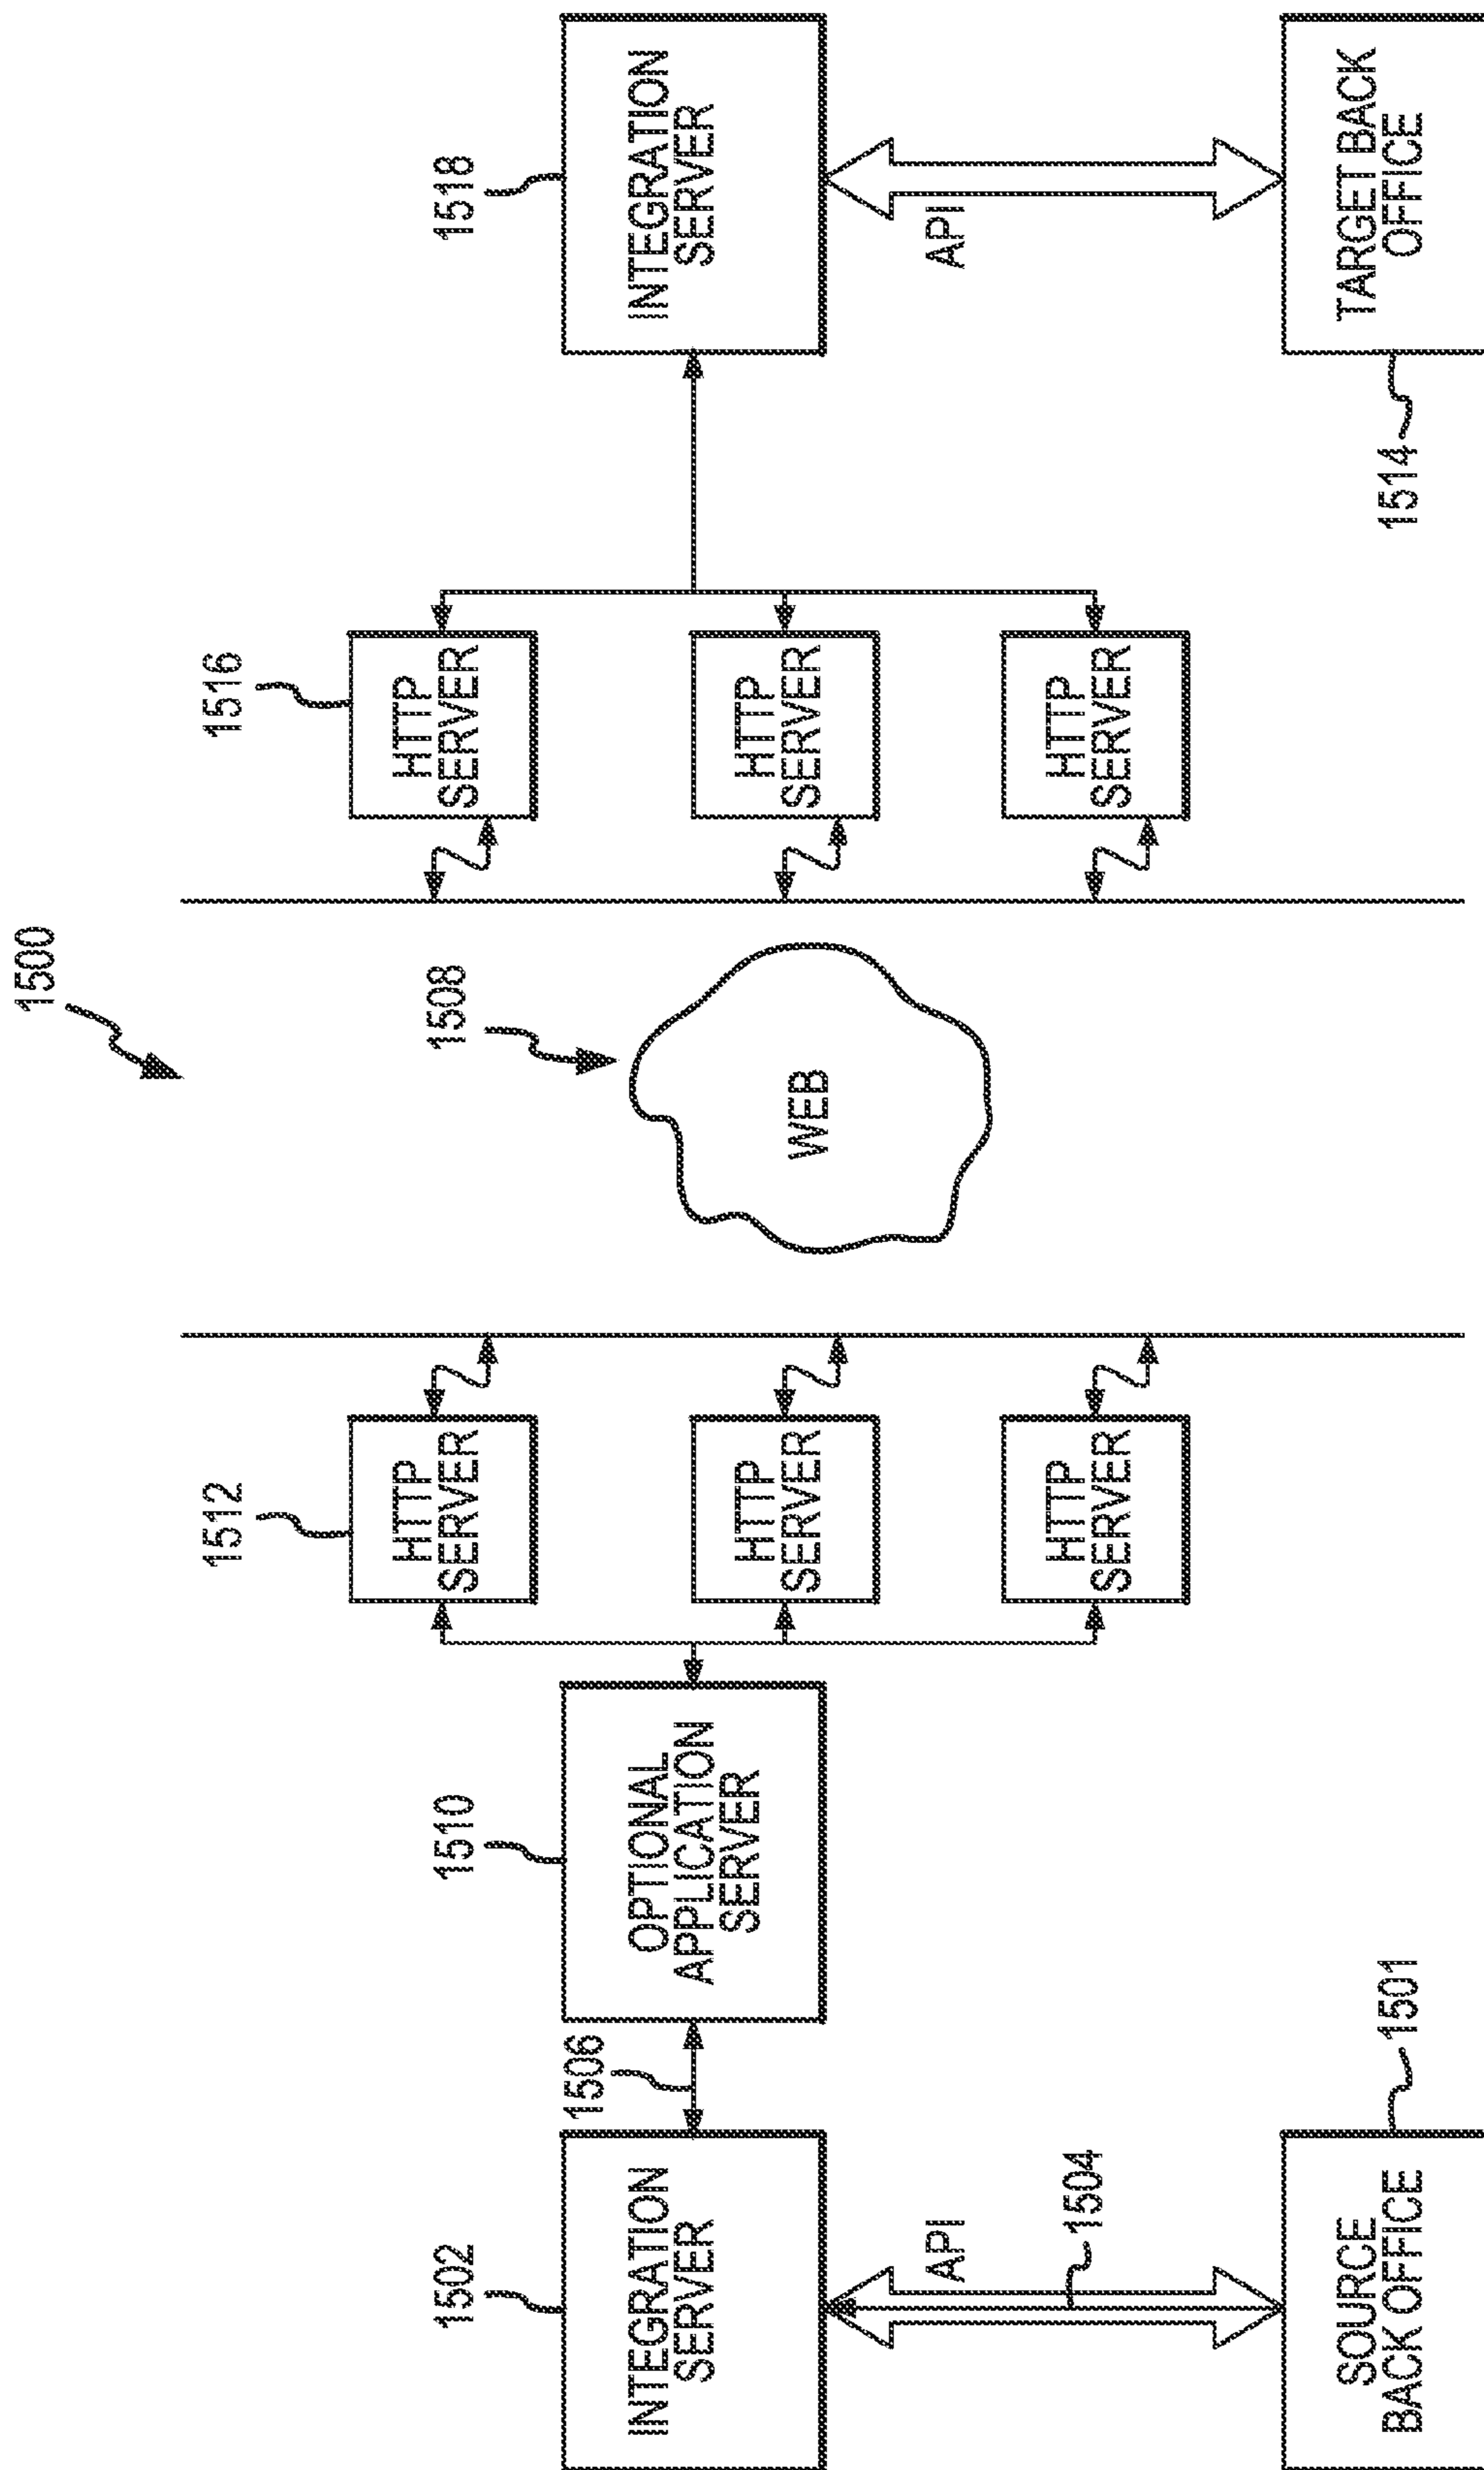 1500
1502
INTEGRATION
SERVER
1506
1510
OPTIONAL
APPLICATION
SERVER
1512
HTTP
SERVER
HTTP
SERVER
HTTP
SERVER
1508
WEB
1516
HTTP
SERVER
HTTP
SERVER
HTTP
SERVER
1518
INTEGRATION
SERVER
API
1504
API
SOURCE
BACK OFFICE
1501
1514
TARGET BACK
OFFICE